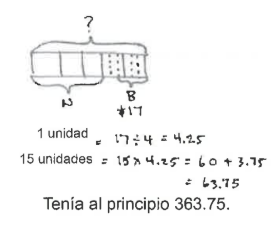 ?
N
B
$17
1 unidad = 17 ÷ 4 = 4.25
15 unidades = 15 x 4.25 = 60 + 3.75
= 63.75
Tenía al principio 363.75.